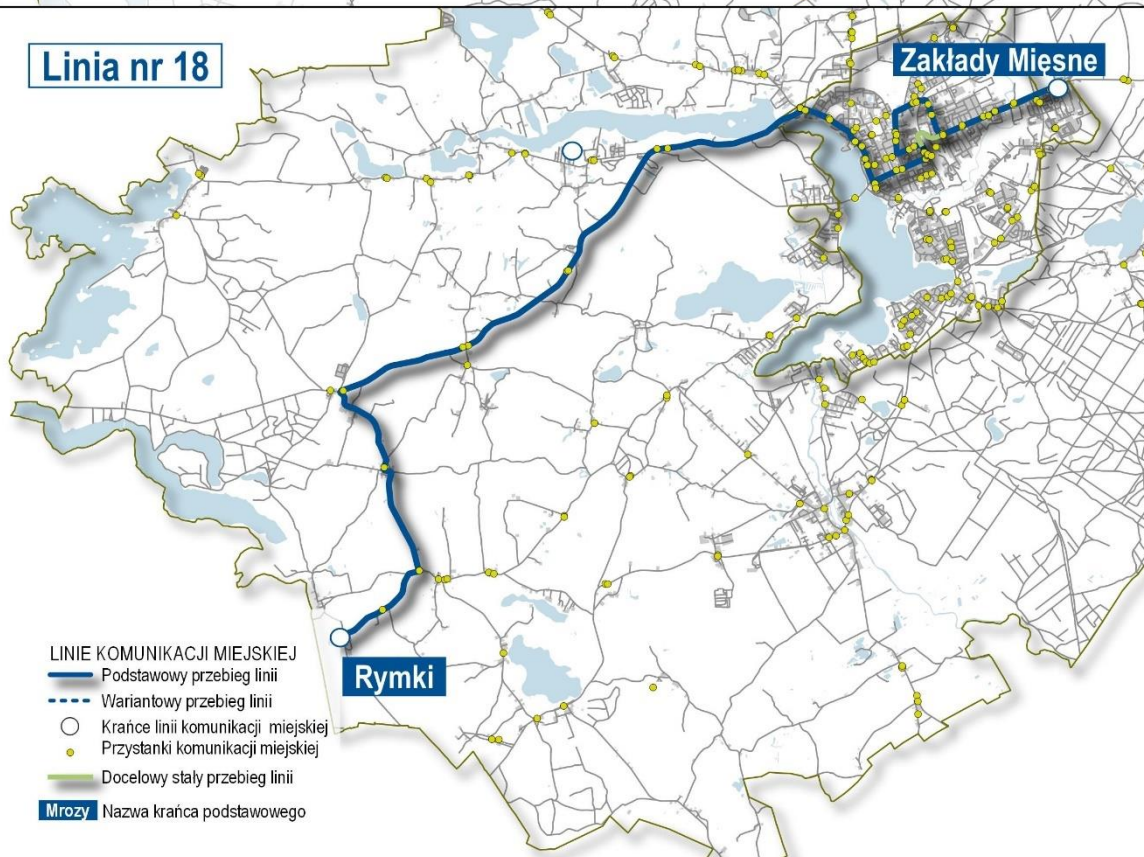 Linia nr 18
Zakłady Mięsne
Rymki
LINIE KOMUNIKACJI MIEJSKIEJ
Podstawowy przebieg linii
Wariantowy przebieg linii
Krańce linii komunikacji miejskiej
Przystanki komunikacji miejskiej
Docelowy stały przebieg linii
Mrozy Nazwa krańca podstawowego